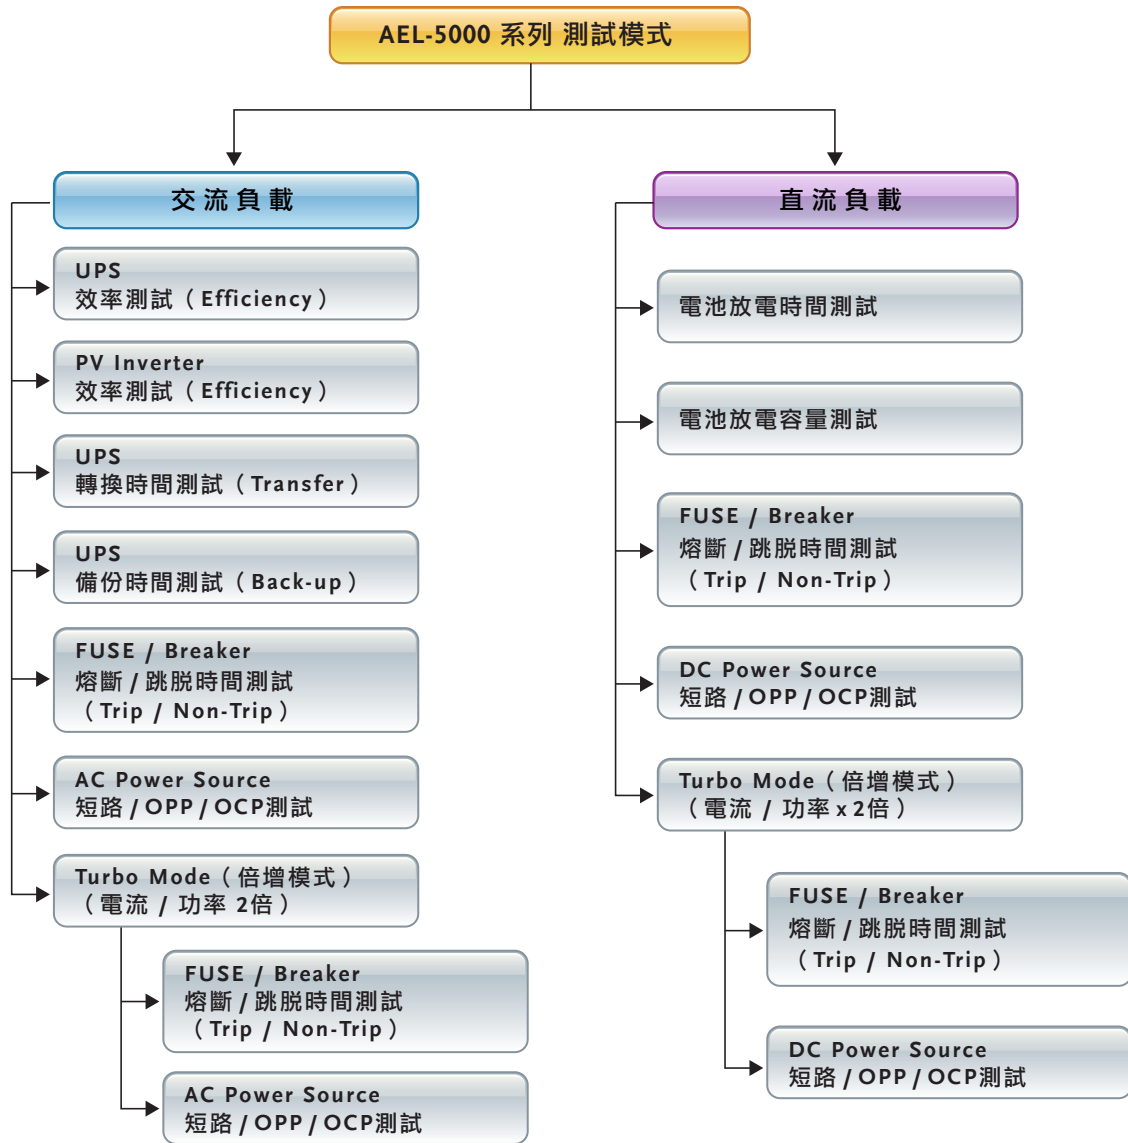 AEL-5000 系列 測試模式
交流負載
UPS
效率測試（Efficiency）
PV Inverter
效率測試（Efficiency）
UPS
轉換時間測試（Transfer）
UPS
備份時間測試（Back-up）
FUSE / Breaker
熔斷 / 跳脫時間測試
（Trip / Non-Trip）
AC Power Source
短路 / OPP / OCP測試
Turbo Mode（倍增模式）
（電流 / 功率 2倍）
FUSE / Breaker
熔斷 / 跳脫時間測試
（Trip / Non-Trip）
AC Power Source
短路 / OPP / OCP測試
直流負載
電池放電時間測試
電池放電容量測試
FUSE / Breaker
熔斷 / 跳脫時間測試
（Trip / Non-Trip）
DC Power Source
短路 / OPP / OCP測試
Turbo Mode（倍增模式）
（電流 / 功率 x 2倍）
FUSE / Breaker
熔斷 / 跳脫時間測試
（Trip / Non-Trip）
DC Power Source
短路 / OPP / OCP測試